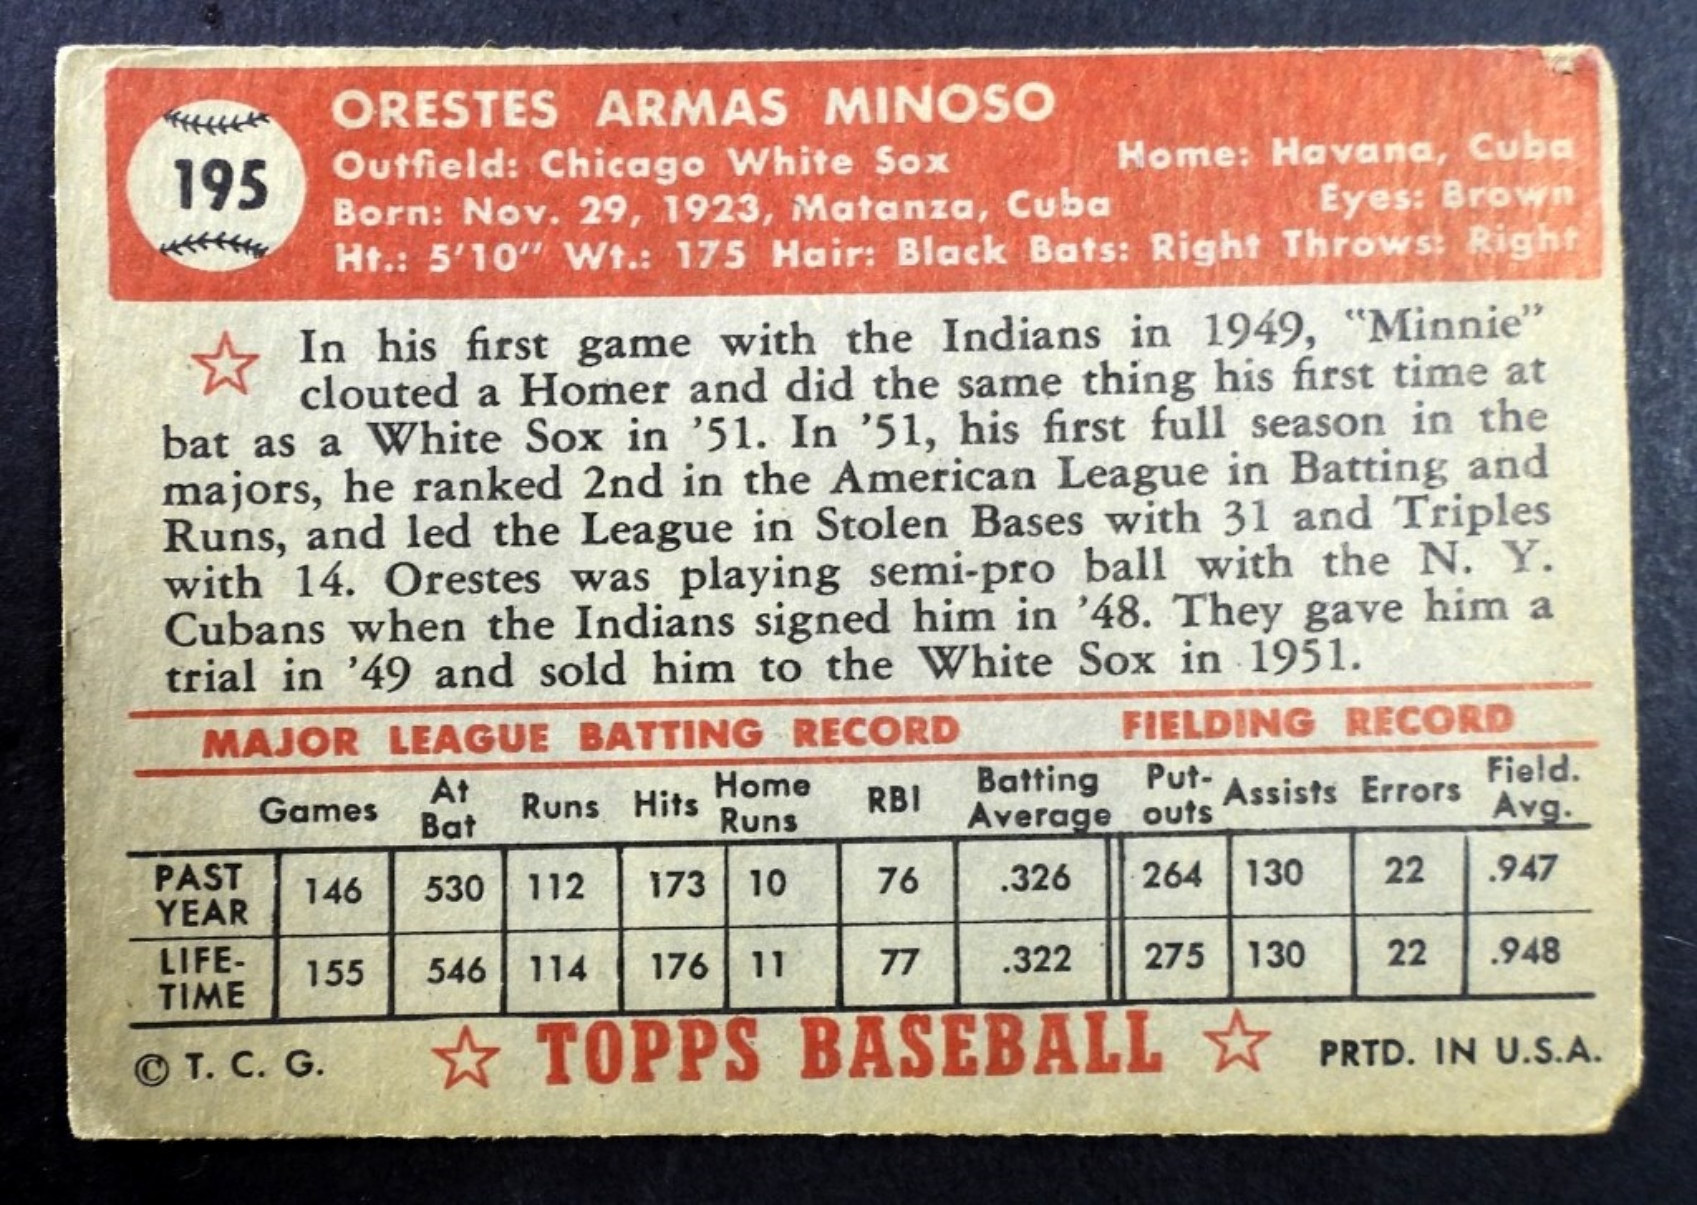 195
ORESTES ARMAS MINOSO
Outfield: Chicago White Sox Home: Havana, Cuba
Born: Nov. 29, 1923, Matanza, Cuba Eyes: Brown
Ht.: 5'10" Wt.: 175 Hair: Black Bats: Right Throws: Right
In his first game with the Indians in 1949, "Minnie"
clouted a Homer and did the same thing his first time at
bat as a White Sox in '51. In '51, his first full season in the
majors, he ranked 2nd in the American League in Batting and
Runs, and led the League in Stolen Bases with 31 and Triples
with 14. Orestes was playing semi-pro ball with the N. Y.
Cubans when the Indians signed him in '48. They gave him a
trial in '49 and sold him to the White Sox in 1951.
MAJOR LEAGUE BATTING RECORD FIELDING RECORD
Games At Bat Runs Hits Home Runs RBI Batting Average Put-outs Assists Errors Field. Avg.
PAST YEAR 146 530 112 173 10 76 .326 264 130 22 .947
LIFE-TIME 155 546 114 176 11 77 .322 275 130 22 .948
© T. C. G. TOPPS BASEBALL PRTD. IN U.S.A.